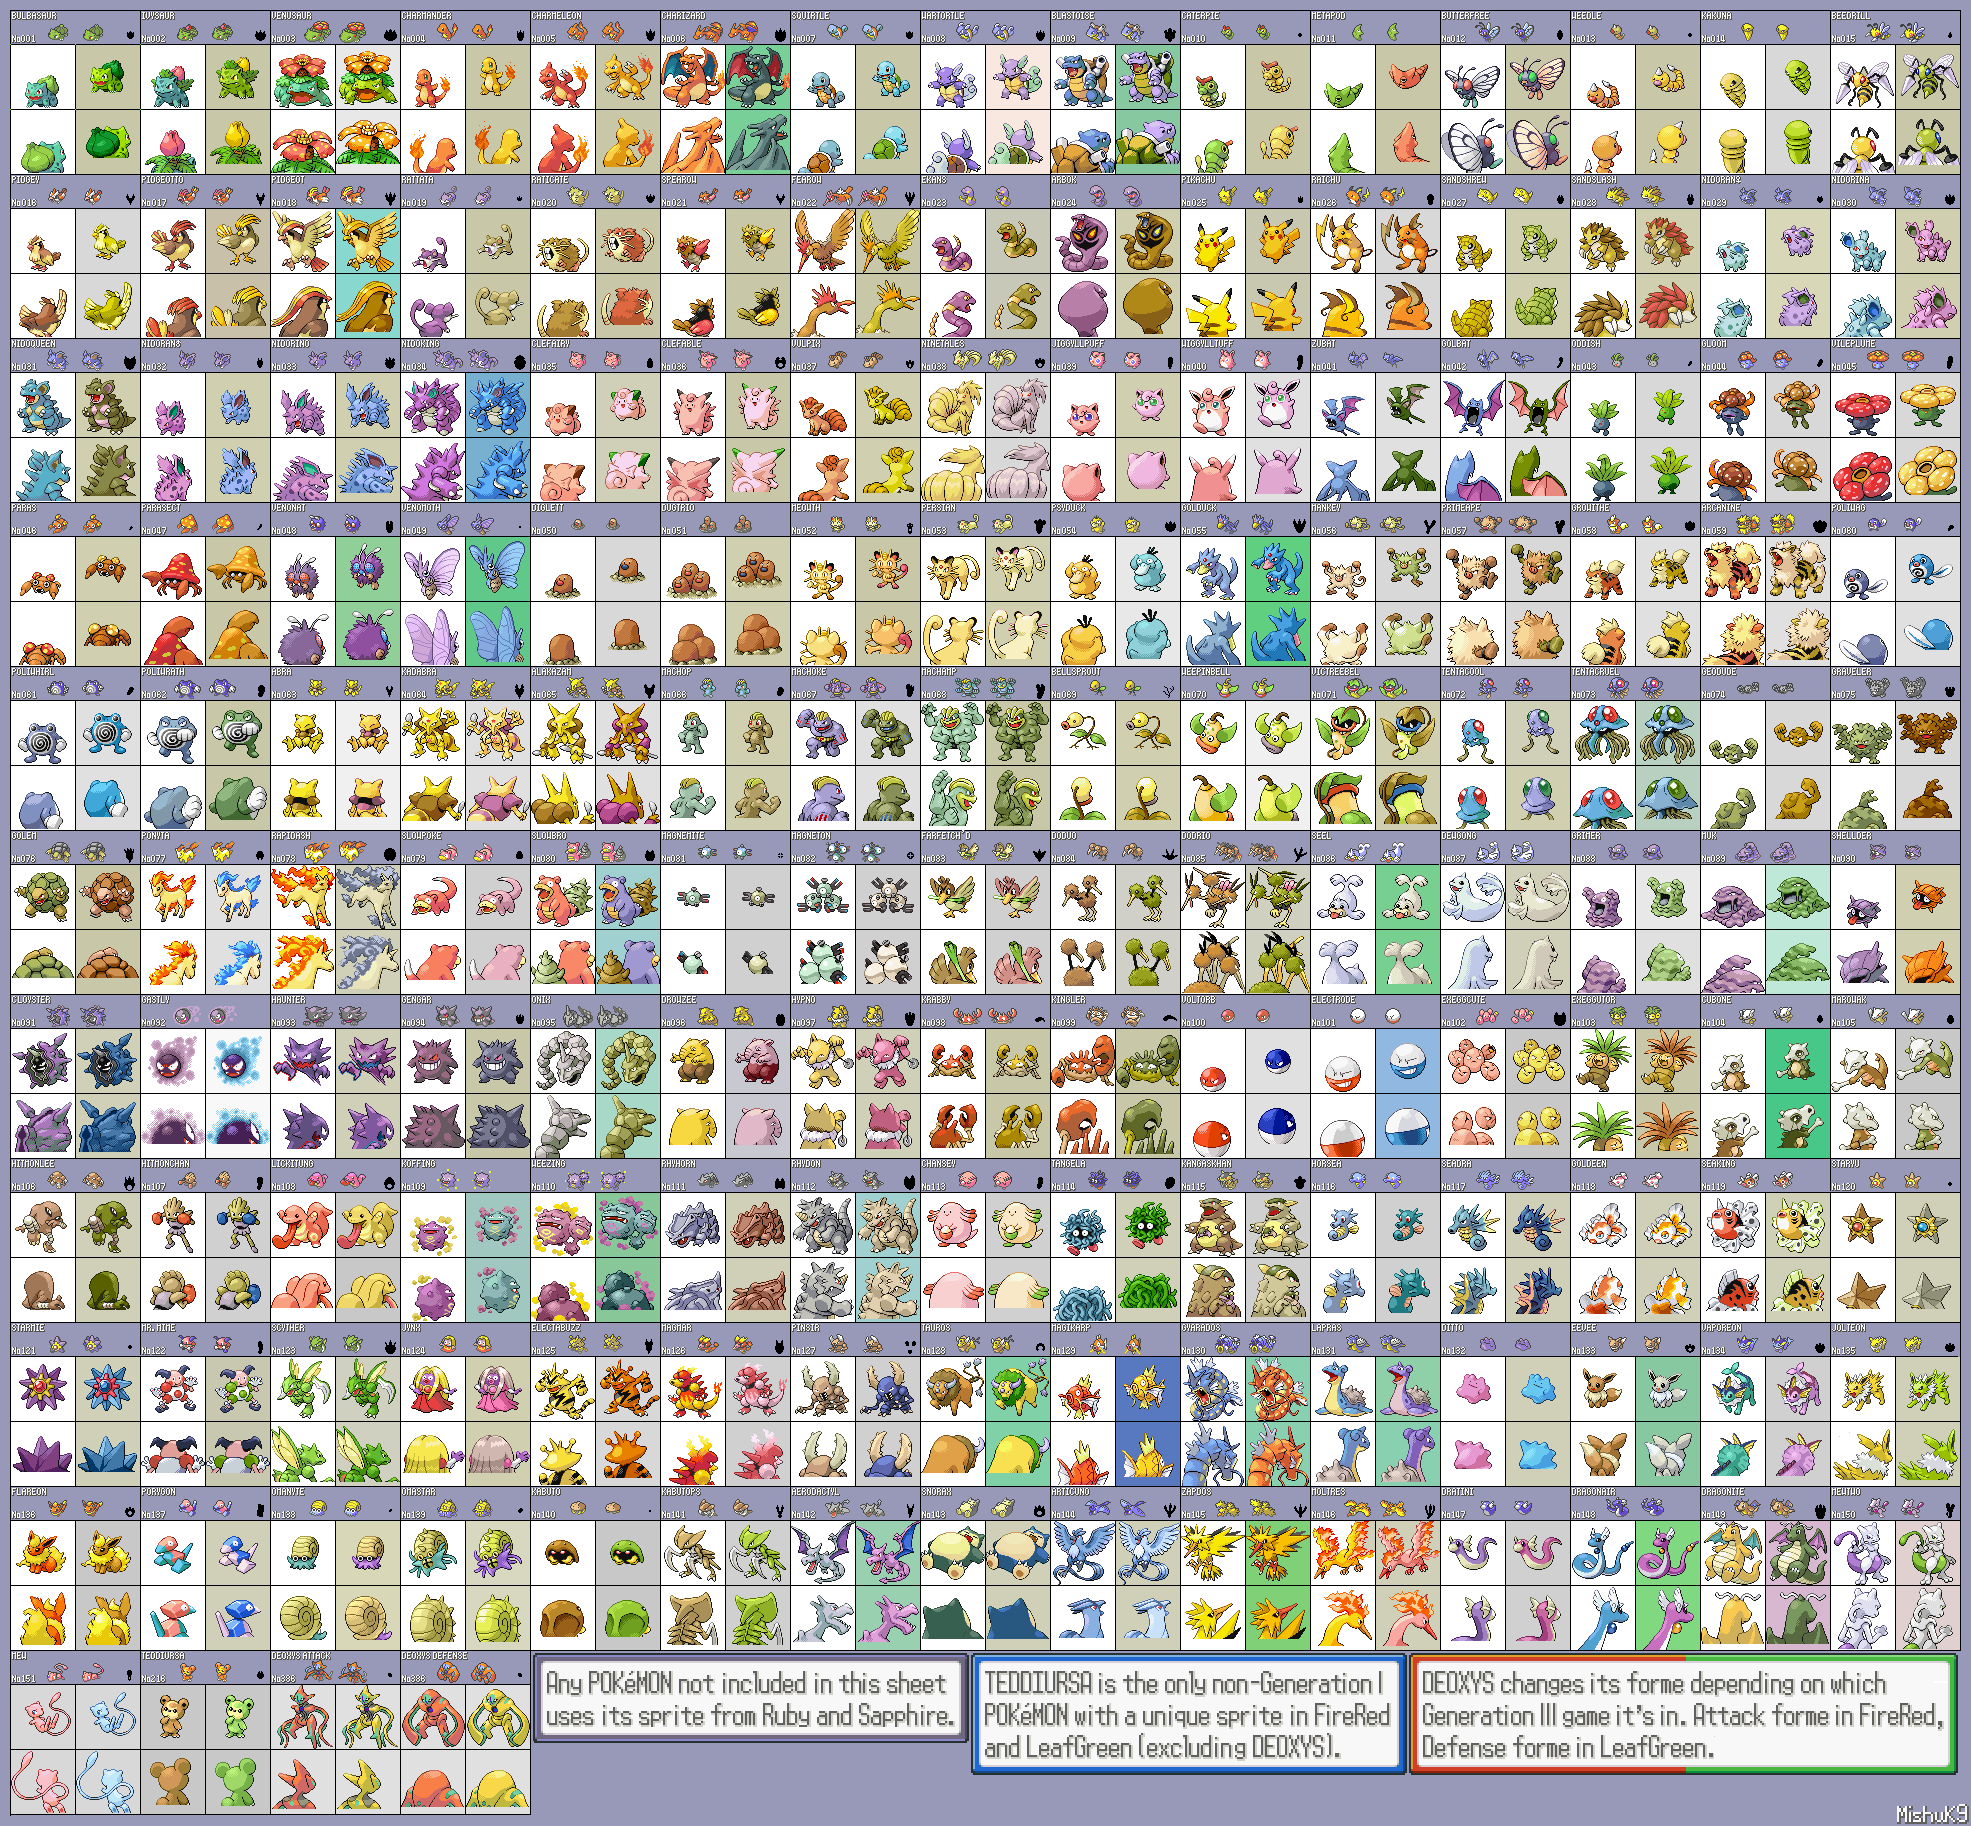 BULBASAUR IVYSAUR VENUSAUR CHARMANDER CHARMELEON CHARIZARD SQUIRTLE WARTORTLE BLASTOISE CATERPIE METAPOD BUTTERFREE WEEDLE KAKUNA BEEDRILL
No001 No002 No003 No004 No005 No006 No007 No008 No009 No010 No011 No012 No013 No014 No015
PIDGEY PIDGEOTTO PIDGEOT RATTATA RATICATE SPEAROW FEAROW EKANS ARBOK PIKACHU RAICHU SANDSHREW SANDSLASH NIDORAN♀ NIDORINA
No016 No017 No018 No019 No020 No021 No022 No023 No024 No025 No026 No027 No028 No029 No030
NIDOQUEEN NIDORAN♂ NIDORINO NIDOKING CLEFAIRY CLEFABLE VULPIX NINETALES JIGGYLLPUFF WIGGYLLTUFF ZUBAT GOLBAT ODDISH GLOOM VILEPLUME
No031 No032 No033 No034 No035 No036 No037 No038 No039 No040 No041 No042 No043 No044 No045
PARAS PARASECT VENONAT VENOMOTH DIGLETT DUGTRIO MEOWTH PERSIAN PSYDUCK GOLDUCK MANKEY PRIMEAPE GROWITHE ARCANINE POLIWAG
No046 No047 No048 No049 No050 No051 No052 No053 No054 No055 No056 No057 No058 No059 No060
POLIWHIRL POLIWRATH ABRA KADABRA ALAKAZAM MACHOP MACHOKE MACHAMP BELLSPROUT WEEPINBELL VICTREEBEL TENTACOOL TENTACRUEL GEODUDE GRAVELER
No061 No062 No063 No064 No065 No066 No067 No068 No069 No070 No071 No072 No073 No074 No075
GOLEM PONYTA RAPIDASH SLOWPOKE SLOWBRO MAGNEMITE MAGNETON FARFETCH'D DODUO DODRIO SEEL DEWGONG GRIMER MUK SHELLDER
No076 No077 No078 No079 No080 No081 No082 No083 No084 No085 No086 No087 No088 No089 No090
CLOYSTER GASTLY HAUNTER GENGAR ONIX DROWZEE HYPNO KRABBY KINGLER VOLTORB ELECTRODE EXEGGCUTE EXEGGUTOR CUBONE MAROWAK
No091 No092 No093 No094 No095 No096 No097 No098 No099 No100 No101 No102 No103 No104 No105
HITMONLEE HITMONCHAN LICKITUNG KOFFING WEEZING RHYHORN RHYDON CHANSEY TANGELA KANGASKHAN HORSEA SEADRA GOLDEEN SEAKING STARYU
No106 No107 No108 No109 No110 No111 No112 No113 No114 No115 No116 No117 No118 No119 No120
STARMIE MR.MIME SCYTHER JYNX ELECTABUZZ MAGMAR PINSIR TAUROS MAGIKARP GYARADOS LAPRAS DITTO EEVEE VAPOREON JOLTEON
No121 No122 No123 No124 No125 No126 No127 No128 No129 No130 No131 No132 No133 No134 No135
FLAREON PORYGON OMANYTE OMASTAR KABUTO KABUTOPS AERODACTYL SNORAX ARTICUNO ZAPDOS MOLTRES DRATINI DRAGONAIR DRAGONITE MEWTWO
No136 No137 No138 No139 No140 No141 No142 No143 No144 No145 No146 No147 No148 No149 No150
MEW TEDDIURSA DEOXYS ATTACK DEOXYS DEFENSE
No151 No216 No386 No386
Any POKéMON not included in this sheet
uses its sprite from Ruby and Sapphire.
TEDDIURSA is the only non-Generation I
POKéMON with a unique sprite in FireRed
and LeafGreen (excluding DEOXYS).
DEOXYS changes its forme depending on which
Generation III game it's in. Attack forme in FireRed,
Defense forme in LeafGreen.
MishuK9